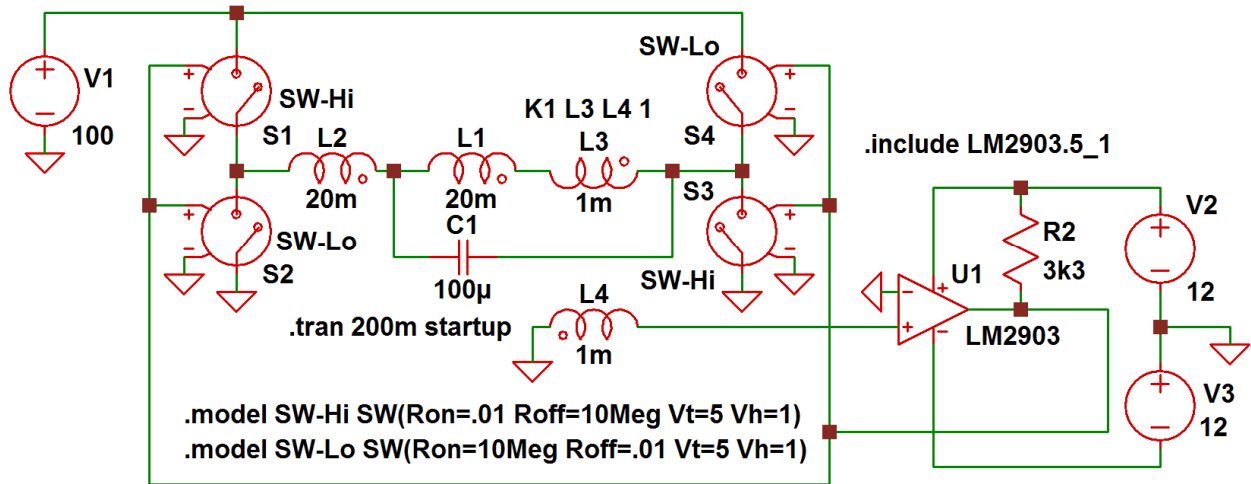 V1
100
+
−
SW-Hi
S1
+
−
SW-Lo
S2
+
−
L2
20m
L1
20m
K1 L3 L4 1
L3
1m
C1
100µ
SW-Lo
S4
+
−
S3
SW-Hi
+
−
L4
1m
.tran 200m startup
.include LM2903.5_1
U1
LM2903
−
+
+
−
R2
3k3
V2
12
+
−
V3
12
+
−
.model SW-Hi SW(Ron=.01 Roff=10Meg Vt=5 Vh=1)
.model SW-Lo SW(Ron=10Meg Roff=.01 Vt=5 Vh=1)